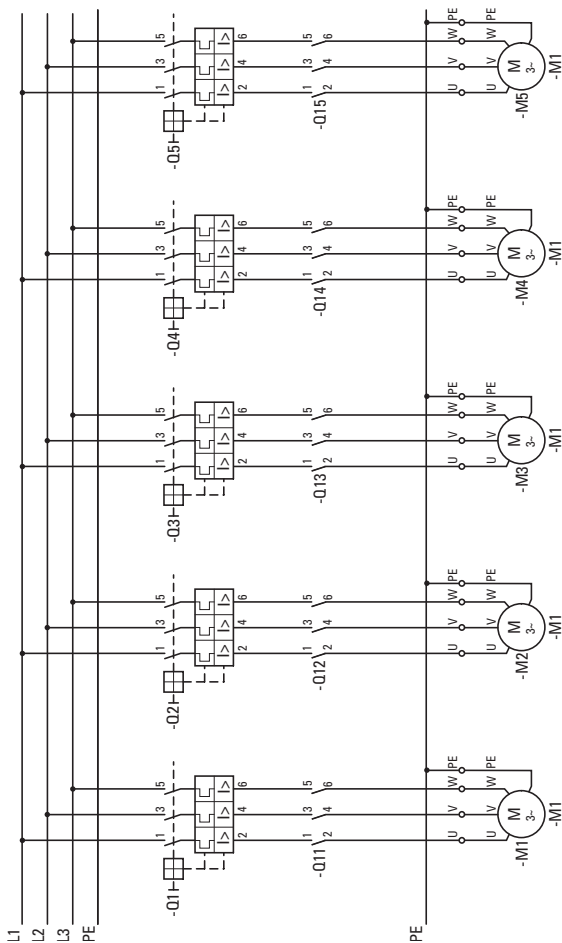 L1
L2
L3
PE
1 3 5 1 3 5 1 3 5 1 3 5 1 3 5
-Q1 -Q2 -Q3 -Q4 -Q5
I> I> I> I> I> I> I> I> I> I> I> I> I> I> I>
2 4 6 2 4 6 2 4 6 2 4 6 2 4 6
1 3 5 1 3 5 1 3 5 1 3 5 1 3 5
-Q11 -Q12 -Q13 -Q14 -Q15
2 4 6 2 4 6 2 4 6 2 4 6 2 4 6
PE
U V W PE U V W PE U V W PE U V W PE U V W PE
U V W PE U V W PE U V W PE U V W PE U V W PE
-M1 M -M2 M -M3 M -M4 M -M5 M
3~ 3~ 3~ 3~ 3~
-M1 -M1 -M1 -M1 -M1